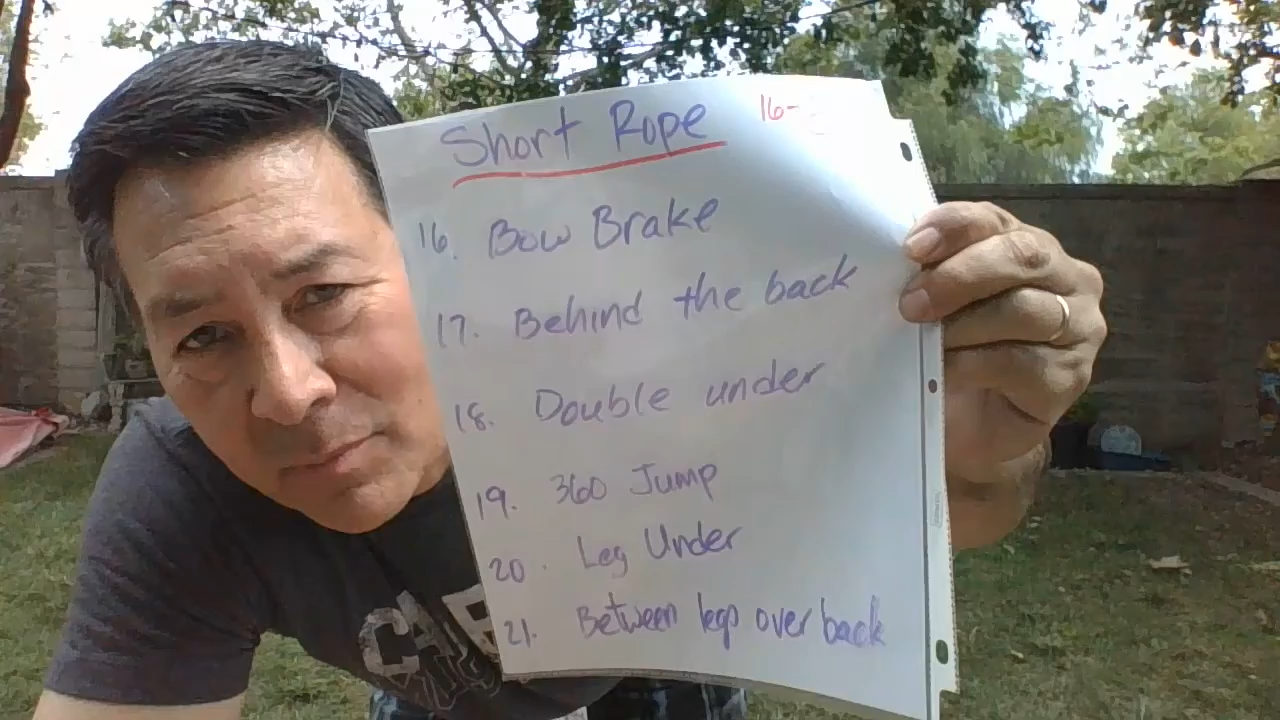 Short Rope
16-
16. Bow Brake
17. Behind the back
18. Double under
19. 360 Jump
20. Leg Under
21. Between legs over back